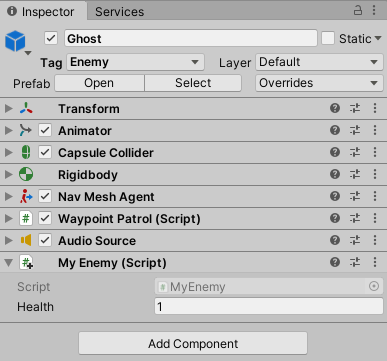 Inspector Services
Ghost Static
Tag Enemy Layer Default
Prefab Open Select Overrides
Transform
Animator
Capsule Collider
Rigidbody
Nav Mesh Agent
# Waypoint Patrol (Script)
Audio Source
# My Enemy (Script)
Script # MyEnemy
Health 1
Add Component